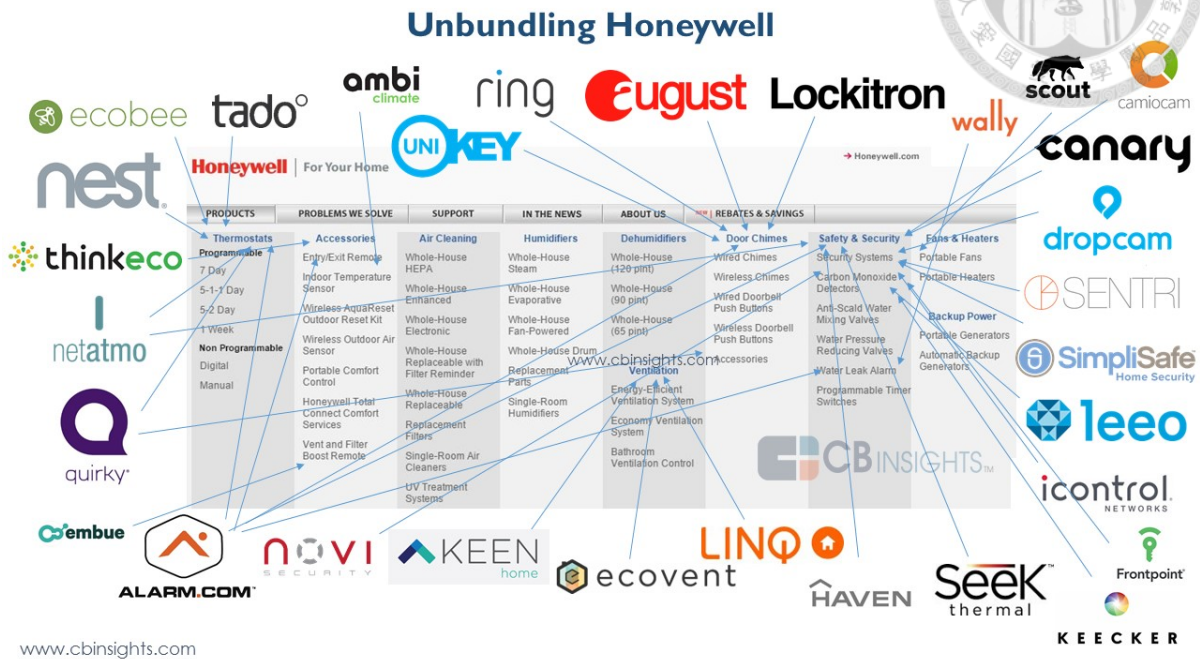 Unbundling Honeywell
ecobee
tado°
ambi
climate
ring
august
Lockitron
wally
scout
camiocam
UNI KEY
canary
nest
Honeywell | For Your Home
Honeywell.com
PRODUCTS
PROBLEMS WE SOLVE
SUPPORT
IN THE NEWS
ABOUT US
REBATES & SAVINGS
thinkeco
netatmo
quirky
embue
Thermostats
Programmable
7 Day
5-1-1 Day
5-2 Day
1 Week
Non Programmable
Digital
Manual
Accessories
Entry/Exit Remote
Indoor Temperature
Sensor
Wireless AquaReset
Outdoor Reset Kit
Wireless Outdoor Air
Sensor
Portable Comfort
Control
Honeywell Total
Connect Comfort
Services
Vent and Filter
Boost Remote
Air Cleaning
Whole-House
HEPA
Whole-House
Enhanced
Whole-House
Electronic
Whole-House
Replaceable with
Filter Reminder
Whole-House
Replaceable
Replacement
Filters
Single-Room Air
Cleaners
UV Treatment
Systems
Humidifiers
Whole-House
Steam
Whole-House
Evaporative
Whole-House
Fan-Powered
Whole-House Drum
Replacement
Parts
Single-Room
Humidifiers
Dehumidifiers
Whole-House
(120 pint)
Whole-House
(90 pint)
Whole-House
(65 pint)
www.cbinsights.com
Ventilation
Energy-Efficient
Ventilation System
Economy Ventilation
System
Bathroom
Ventilation Control
Door Chimes
Wired Chimes
Wireless Chimes
Wired Doorbell
Push Buttons
Wireless Doorbell
Push Buttons
Accessories
Safety & Security
Security Systems
Carbon Monoxide
Detectors
Anti-Scald Water
Mixing Valves
Water Pressure
Reducing Valves
Water Leak Alarm
Programmable Timer
Switches
Fans & Heaters
Portable Fans
Portable Heaters
Backup Power
Portable Generators
Automatic Backup
Generators
CB INSIGHTS
dropcam
SENTRI
SimpliSafe
Home Security
leeo
icontrol
NETWORKS
Frontpoint
KEECKER
ALARM.COM
NOVI
SECURITY
KEEN
home
ecovent
LINQ
HAVEN
Seek
thermal
www.cbinsights.com